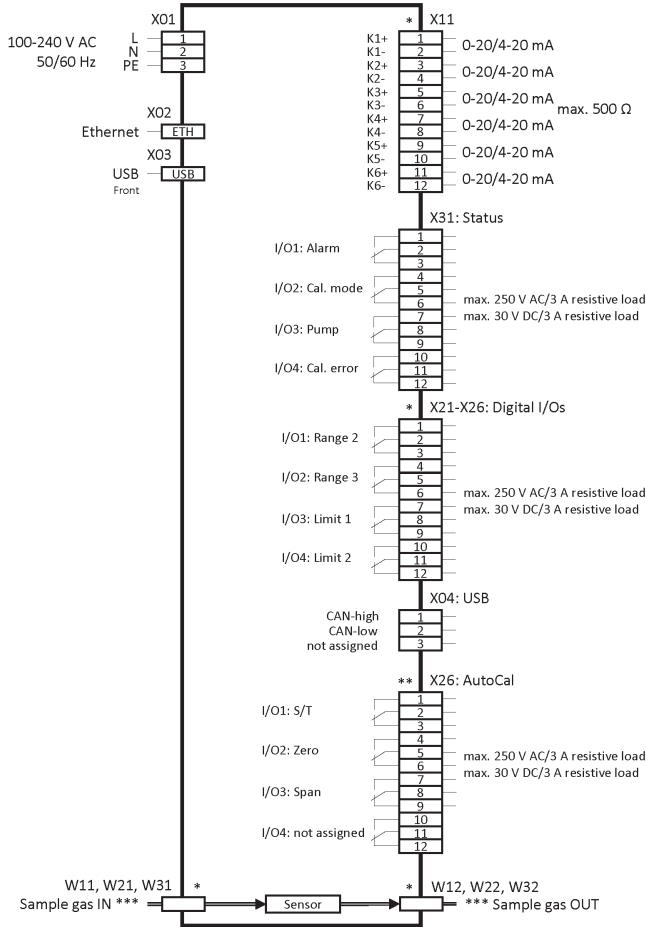 X01
100-240 V AC
50/60 Hz
L 1
N 2
PE 3
X02
Ethernet ETH
X03
USB USB
Front
* X11
K1+ 1
K1- 2
0-20/4-20 mA
K2+ 3
K2- 4
0-20/4-20 mA
K3+ 5
K3- 6
0-20/4-20 mA
max. 500 Ω
K4+ 7
K4- 8
0-20/4-20 mA
K5+ 9
K5- 10
0-20/4-20 mA
K6+ 11
K6- 12
0-20/4-20 mA
X31: Status
1
I/O1: Alarm 2
3
4
I/O2: Cal. mode 5
6
max. 250 V AC/3 A resistive load
max. 30 V DC/3 A resistive load
7
I/O3: Pump 8
9
10
I/O4: Cal. error 11
12
* X21-X26: Digital I/Os
1
I/O1: Range 2 2
3
4
I/O2: Range 3 5
6
max. 250 V AC/3 A resistive load
max. 30 V DC/3 A resistive load
7
I/O3: Limit 1 8
9
10
I/O4: Limit 2 11
12
X04: USB
CAN-high 1
CAN-low 2
not assigned 3
** X26: AutoCal
1
I/O1: S/T 2
3
4
I/O2: Zero 5
6
max. 250 V AC/3 A resistive load
max. 30 V DC/3 A resistive load
7
I/O3: Span 8
9
10
I/O4: not assigned 11
12
W11, W21, W31 *
Sample gas IN ***
Sensor
* W12, W22, W32
*** Sample gas OUT